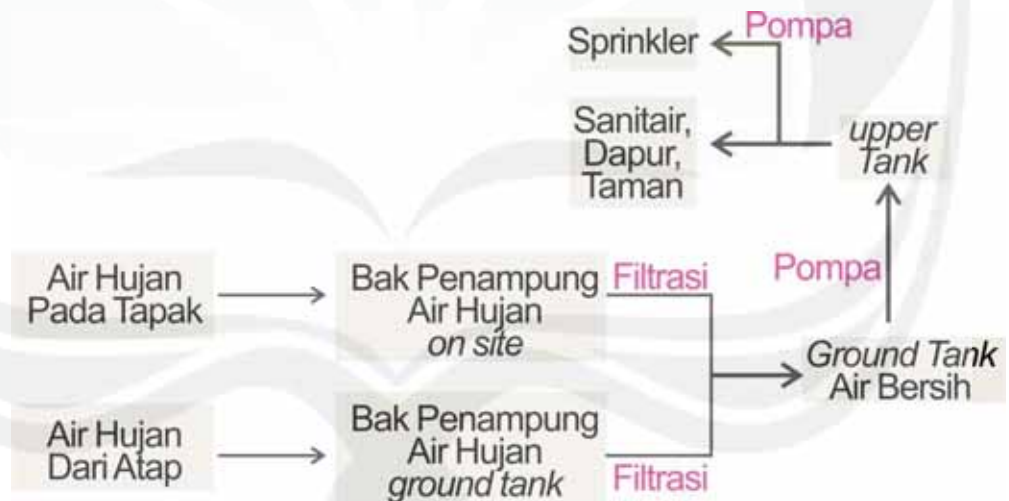 Pompa
Sprinkler
Sanitair,
Dapur,
Taman
upper
Tank
Pompa
Air Hujan
Pada Tapak
Bak Penampung
Air Hujan
on site
Filtrasi
Ground Tank
Air Bersih
Air Hujan
Dari Atap
Bak Penampung
Air Hujan
ground tank
Filtrasi